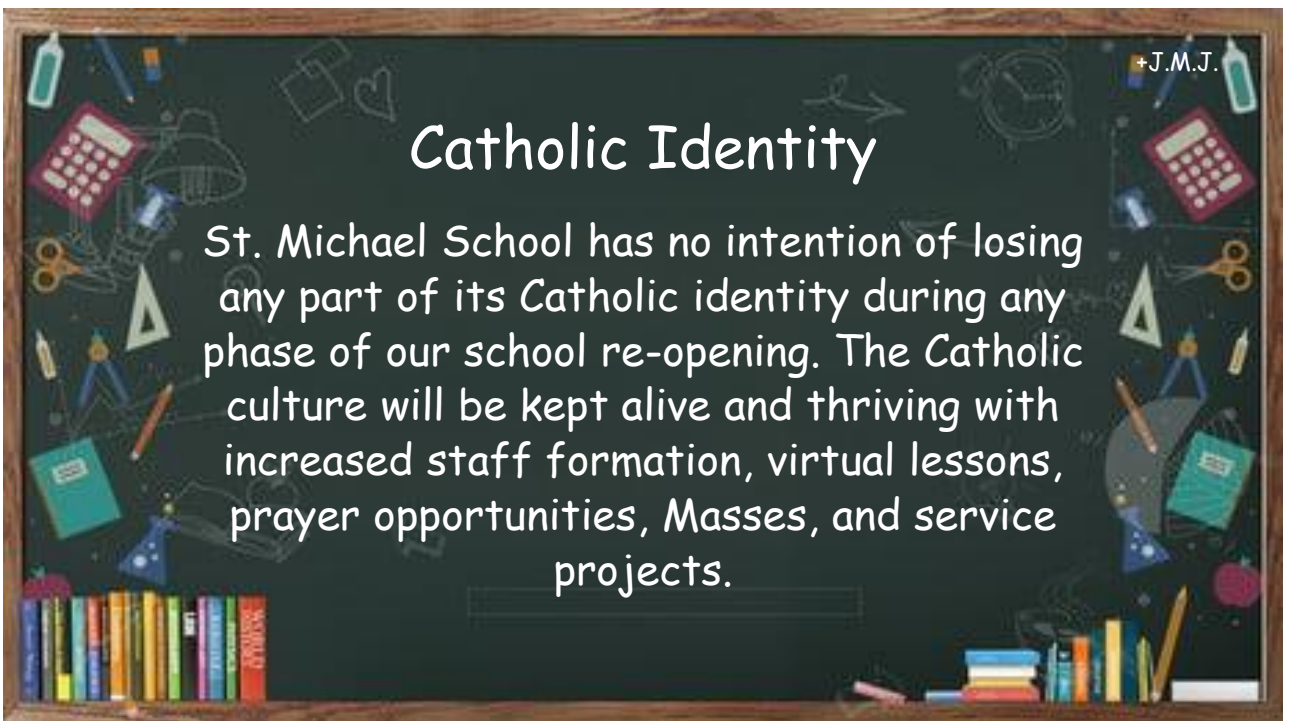 +J.M.J.
Catholic Identity
St. Michael School has no intention of losing
any part of its Catholic identity during any
phase of our school re-opening. The Catholic
culture will be kept alive and thriving with
increased staff formation, virtual lessons,
prayer opportunities, Masses, and service
projects.
WORLD